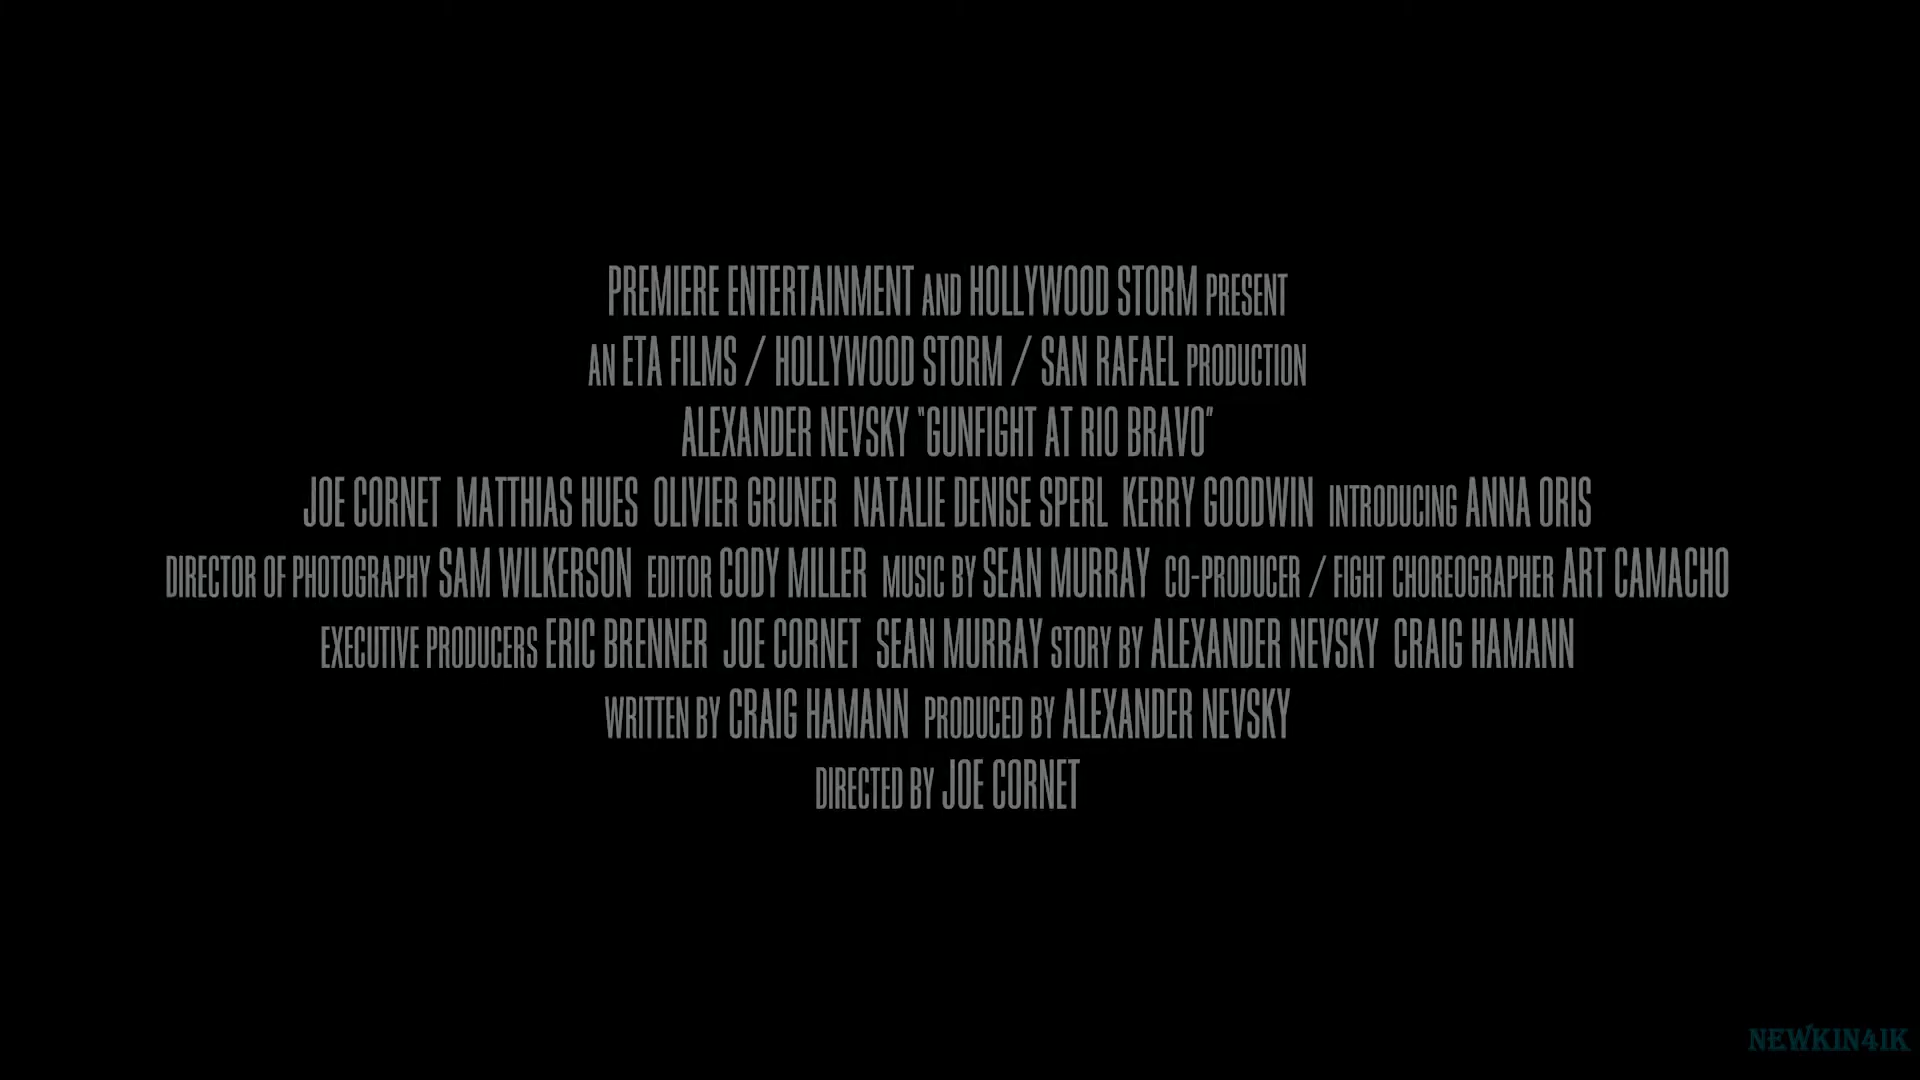 PREMIERE ENTERTAINMENT AND HOLLYWOOD STORM PRESENT
AN ETA FILMS / HOLLYWOOD STORM / SAN RAFAEL PRODUCTION
ALEXANDER NEVSKY "GUNFIGHT AT RIO BRAVO"
JOE CORNET MATTHIAS HUES OLIVIER GRUNER NATALIE DENISE SPERL KERRY GOODWIN INTRODUCING ANNA ORIS
DIRECTOR OF PHOTOGRAPHY SAM WILKERSON EDITOR CODY MILLER MUSIC BY SEAN MURRAY CO-PRODUCER / FIGHT CHOREOGRAPHER ART CAMACHO
EXECUTIVE PRODUCERS ERIC BRENNER JOE CORNET SEAN MURRAY STORY BY ALEXANDER NEVSKY CRAIG HAMANN
WRITTEN BY CRAIG HAMANN PRODUCED BY ALEXANDER NEVSKY
DIRECTED BY JOE CORNET
NEWKIN4IK